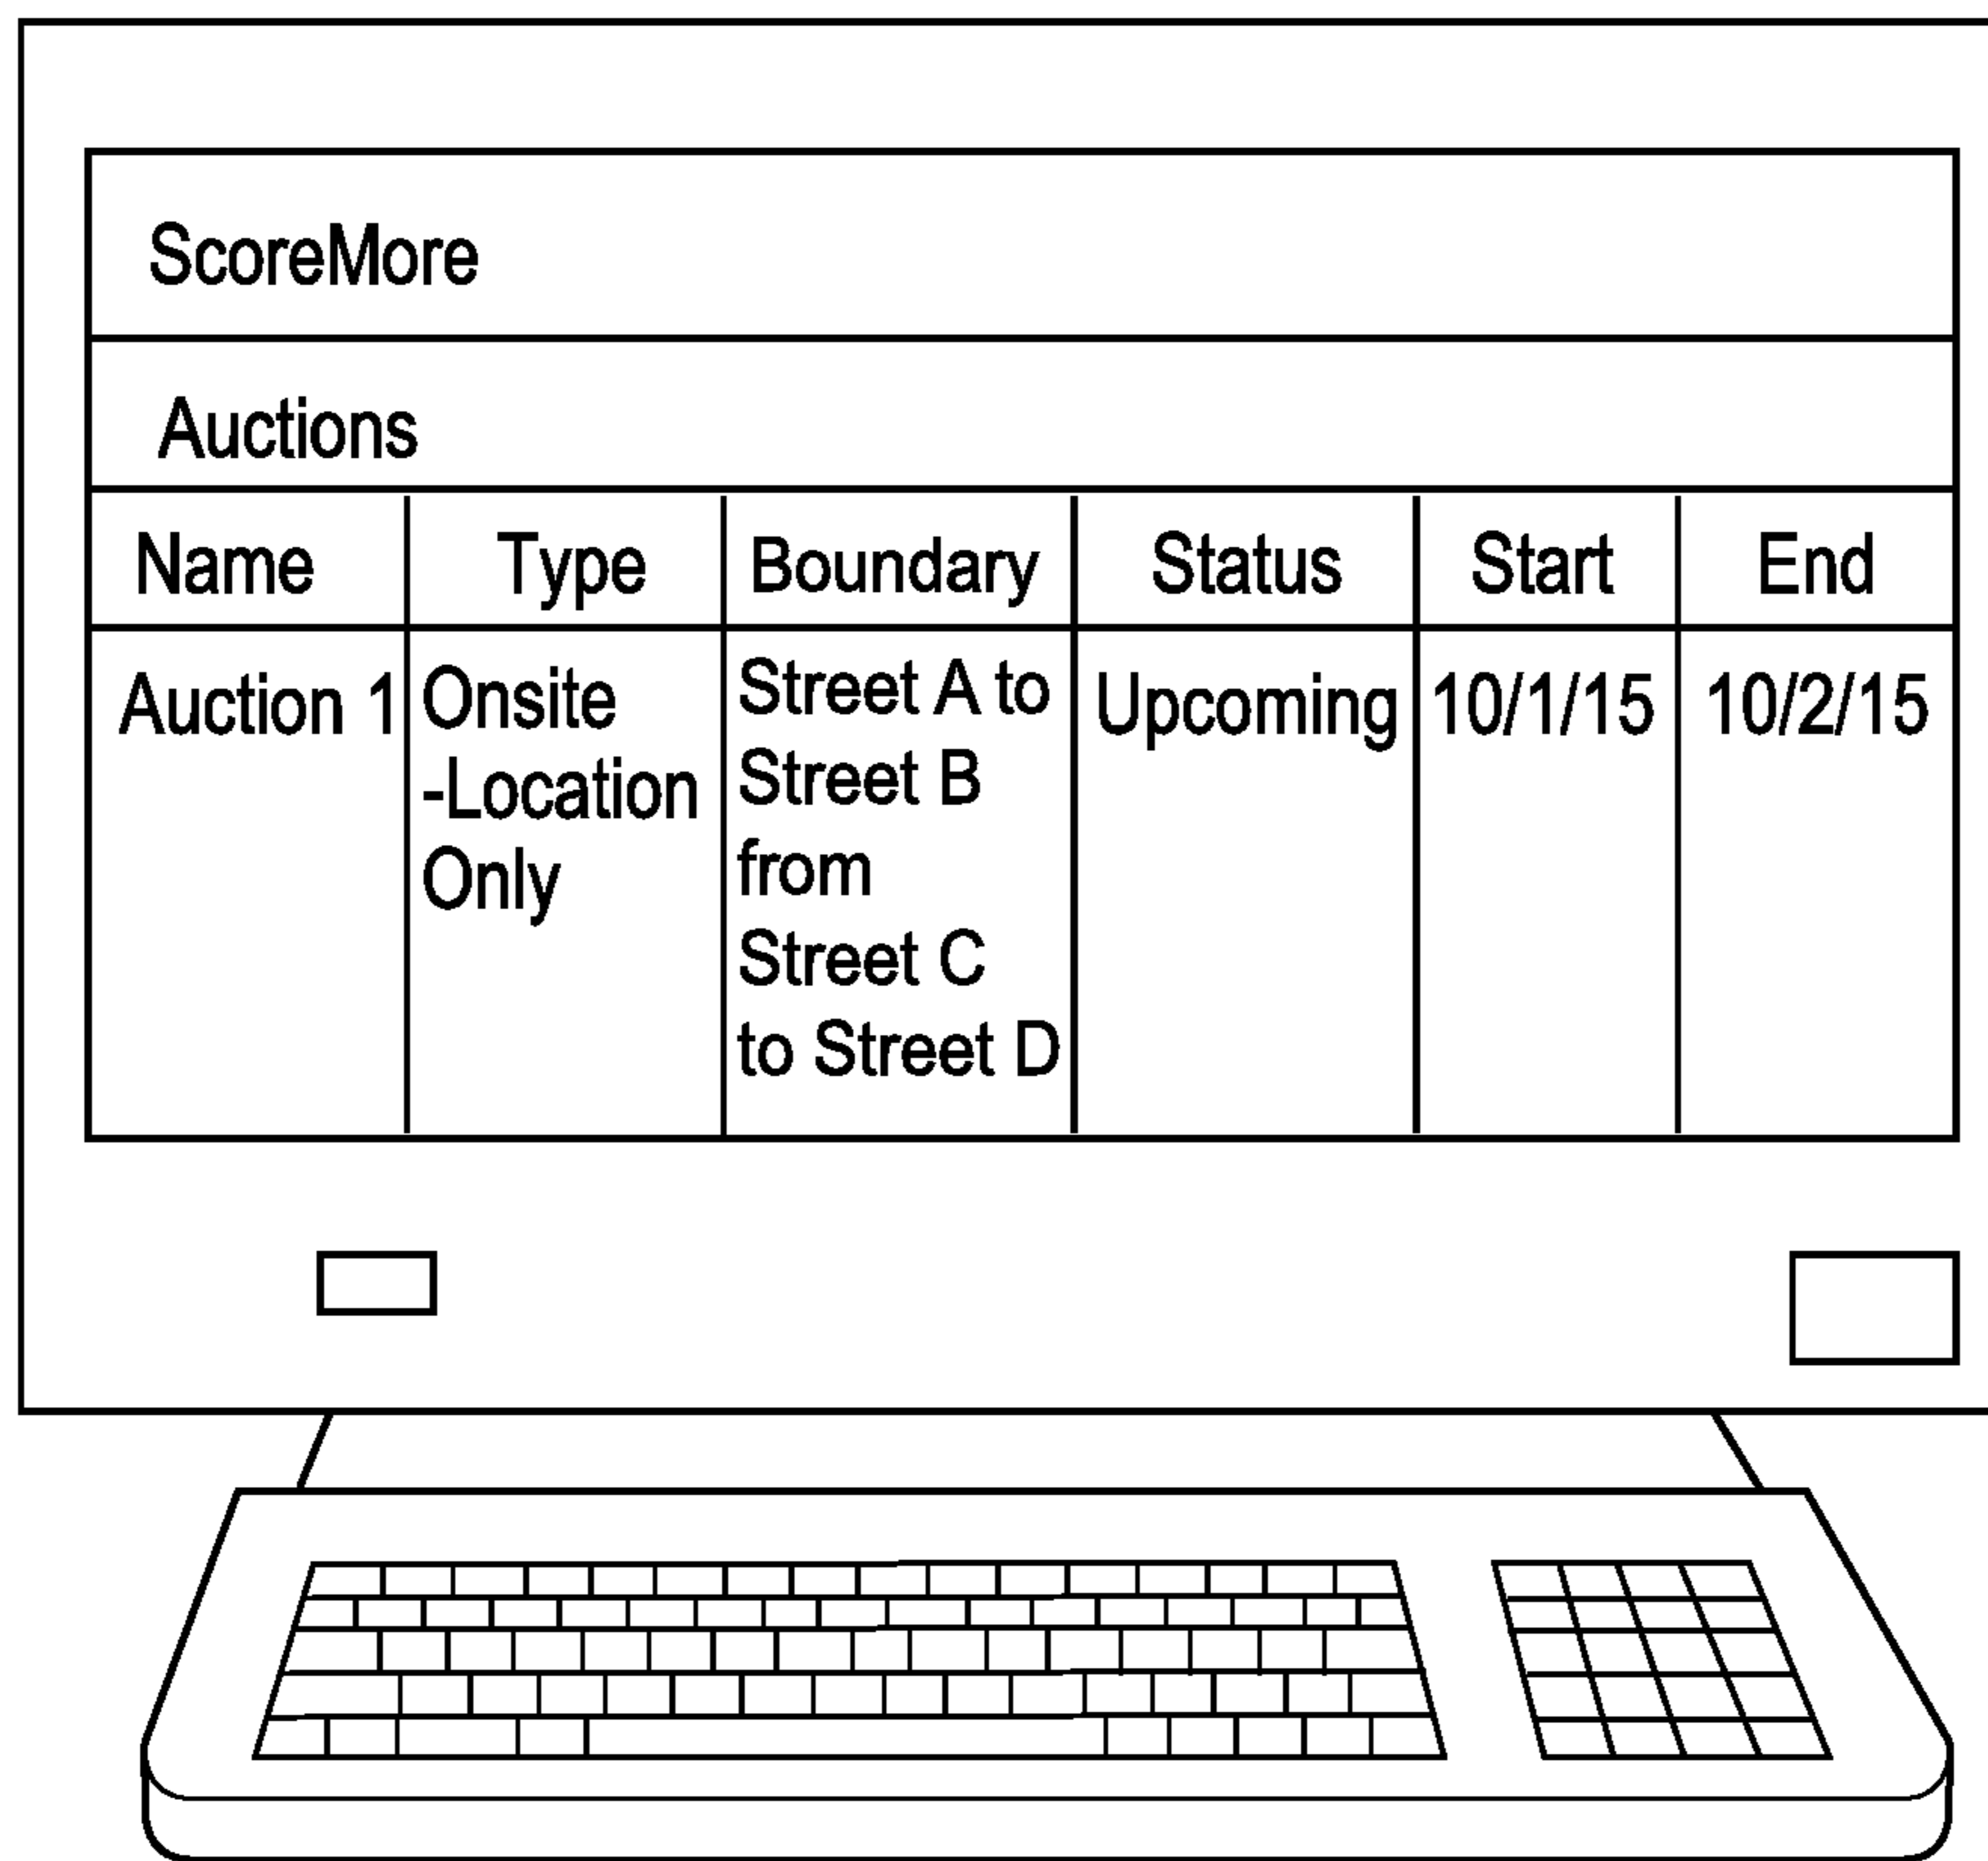 ScoreMore
Auctions
Name Type Boundary Status Start End
Auction 1 Onsite Street A to Upcoming 10/1/15 10/2/15
-Location Street B
Only from
Street C
to Street D